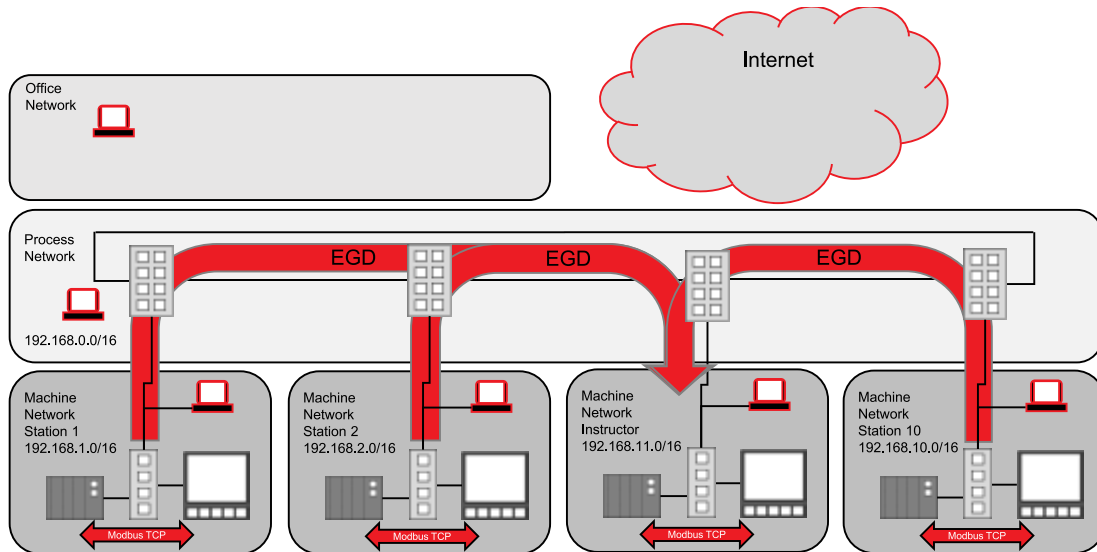 Internet
Office
Network
Process
Network
EGD
EGD
EGD
192.168.0.0/16
Machine
Network
Station 1
192.168.1.0/16
Machine
Network
Station 2
192.168.2.0/16
Machine
Network
Instructor
192.168.11.0/16
Machine
Network
Station 10
192.168.10.0/16
Modbus TCP
Modbus TCP
Modbus TCP
Modbus TCP